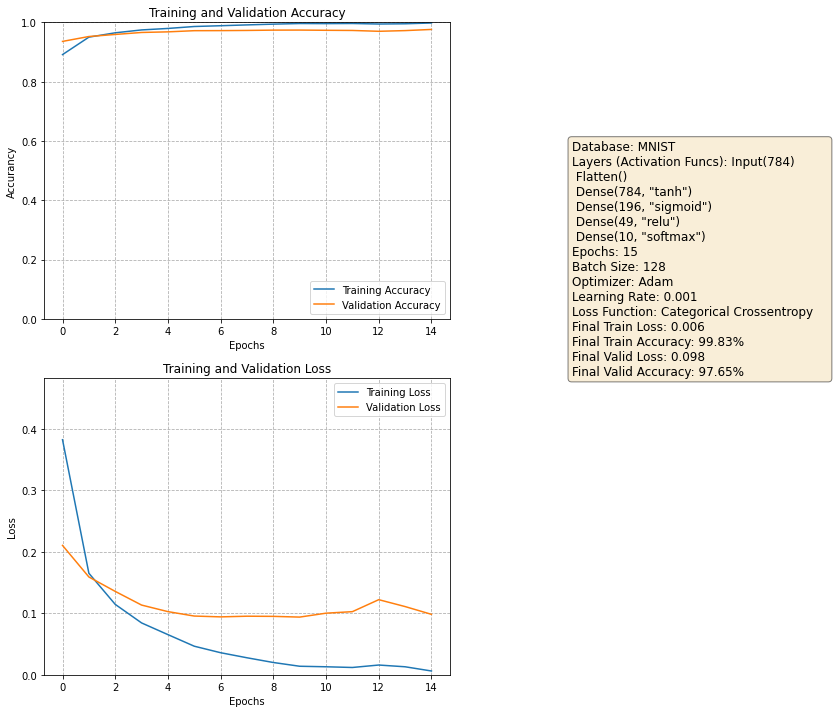 Training and Validation Accuracy
1.0
0.8
0.6
0.4
0.2
0.0
Accurancy
0 2 4 6 8 10 12 14
Epochs
Training Accuracy
Validation Accuracy
Training and Validation Loss
0.4
0.3
0.2
0.1
0.0
Loss
0 2 4 6 8 10 12 14
Epochs
Training Loss
Validation Loss
Database: MNIST
Layers (Activation Funcs): Input(784)
Flatten()
Dense(784, "tanh")
Dense(196, "sigmoid")
Dense(49, "relu")
Dense(10, "softmax")
Epochs: 15
Batch Size: 128
Optimizer: Adam
Learning Rate: 0.001
Loss Function: Categorical Crossentropy
Final Train Loss: 0.006
Final Train Accuracy: 99.83%
Final Valid Loss: 0.098
Final Valid Accuracy: 97.65%